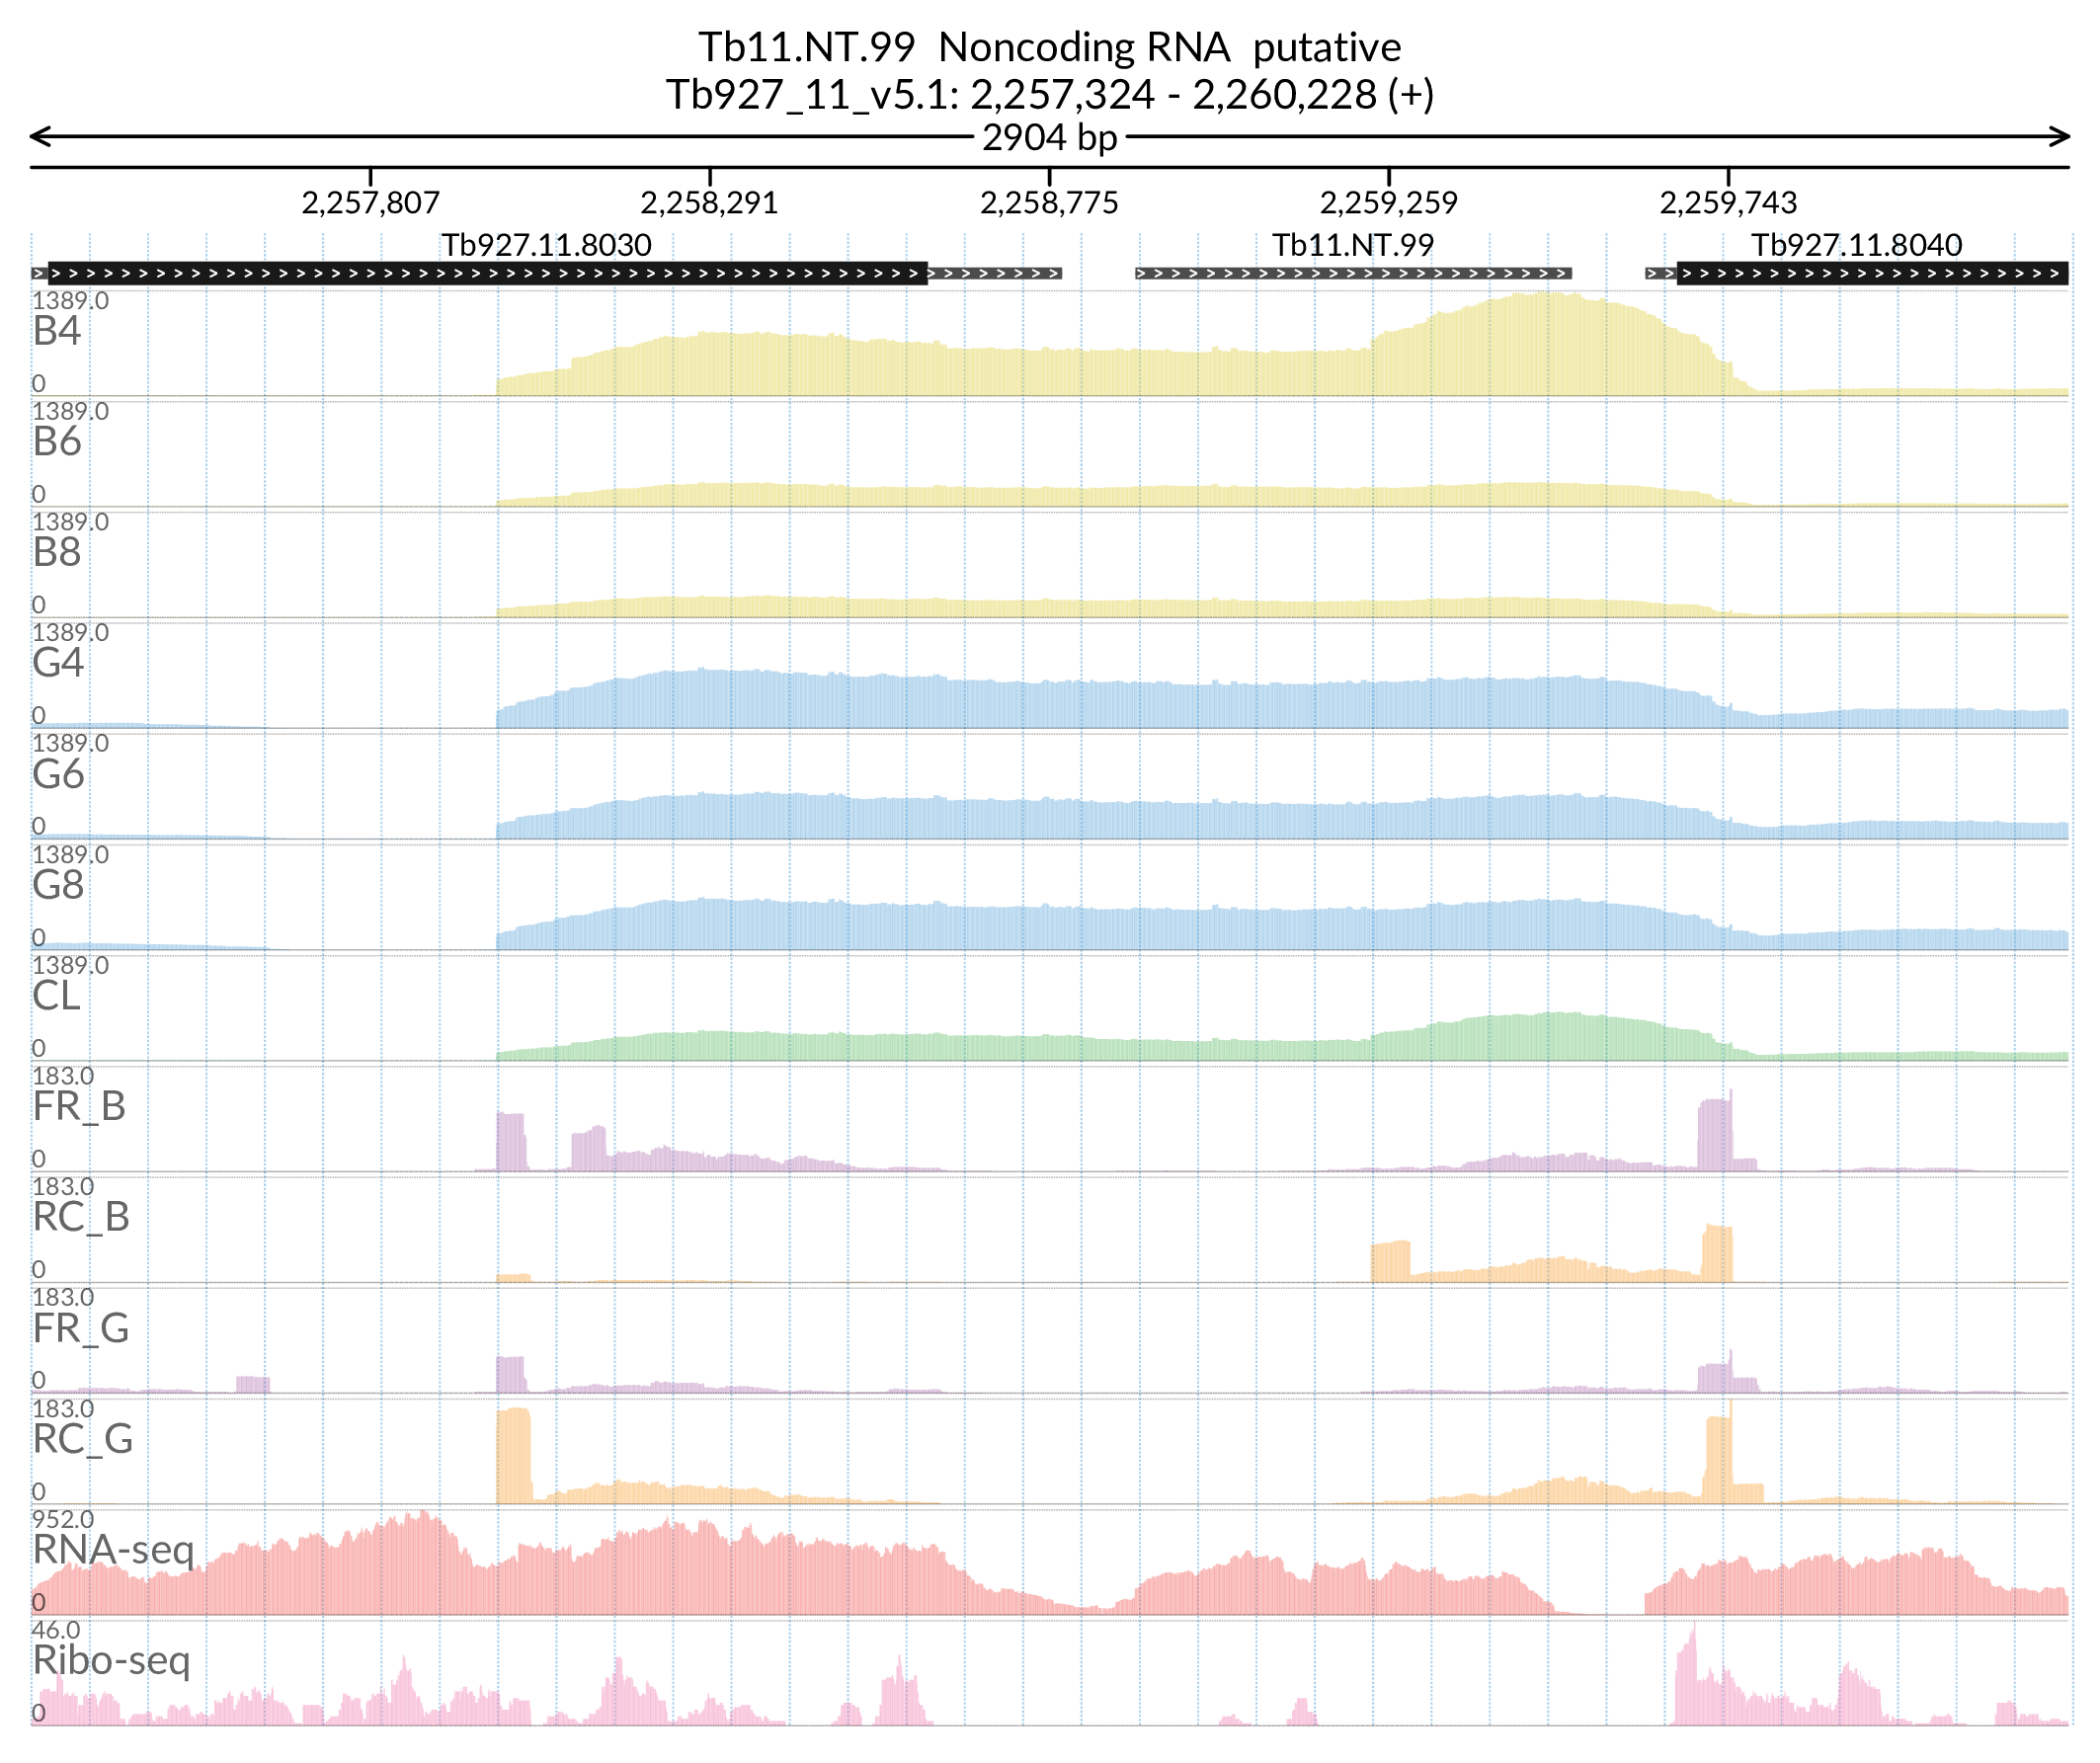 Tb11.NT.99 Noncoding RNA putative
Tb927_11_v5.1: 2,257,324 - 2,260,228 (+)
2904 bp
2,257,807 2,258,291 2,258,775 2,259,259 2,259,743
Tb927.11.8030 Tb11.NT.99 Tb927.11.8040
1389.0
B4
0
1389.0
B6
0
1389.0
B8
0
1389.0
G4
0
1389.0
G6
0
1389.0
G8
0
1389.0
CL
0
183.0
FR_B
0
183.0
RC_B
0
183.0
FR_G
0
183.0
RC_G
0
952.0
RNA-seq
0
46.0
Ribo-seq
0